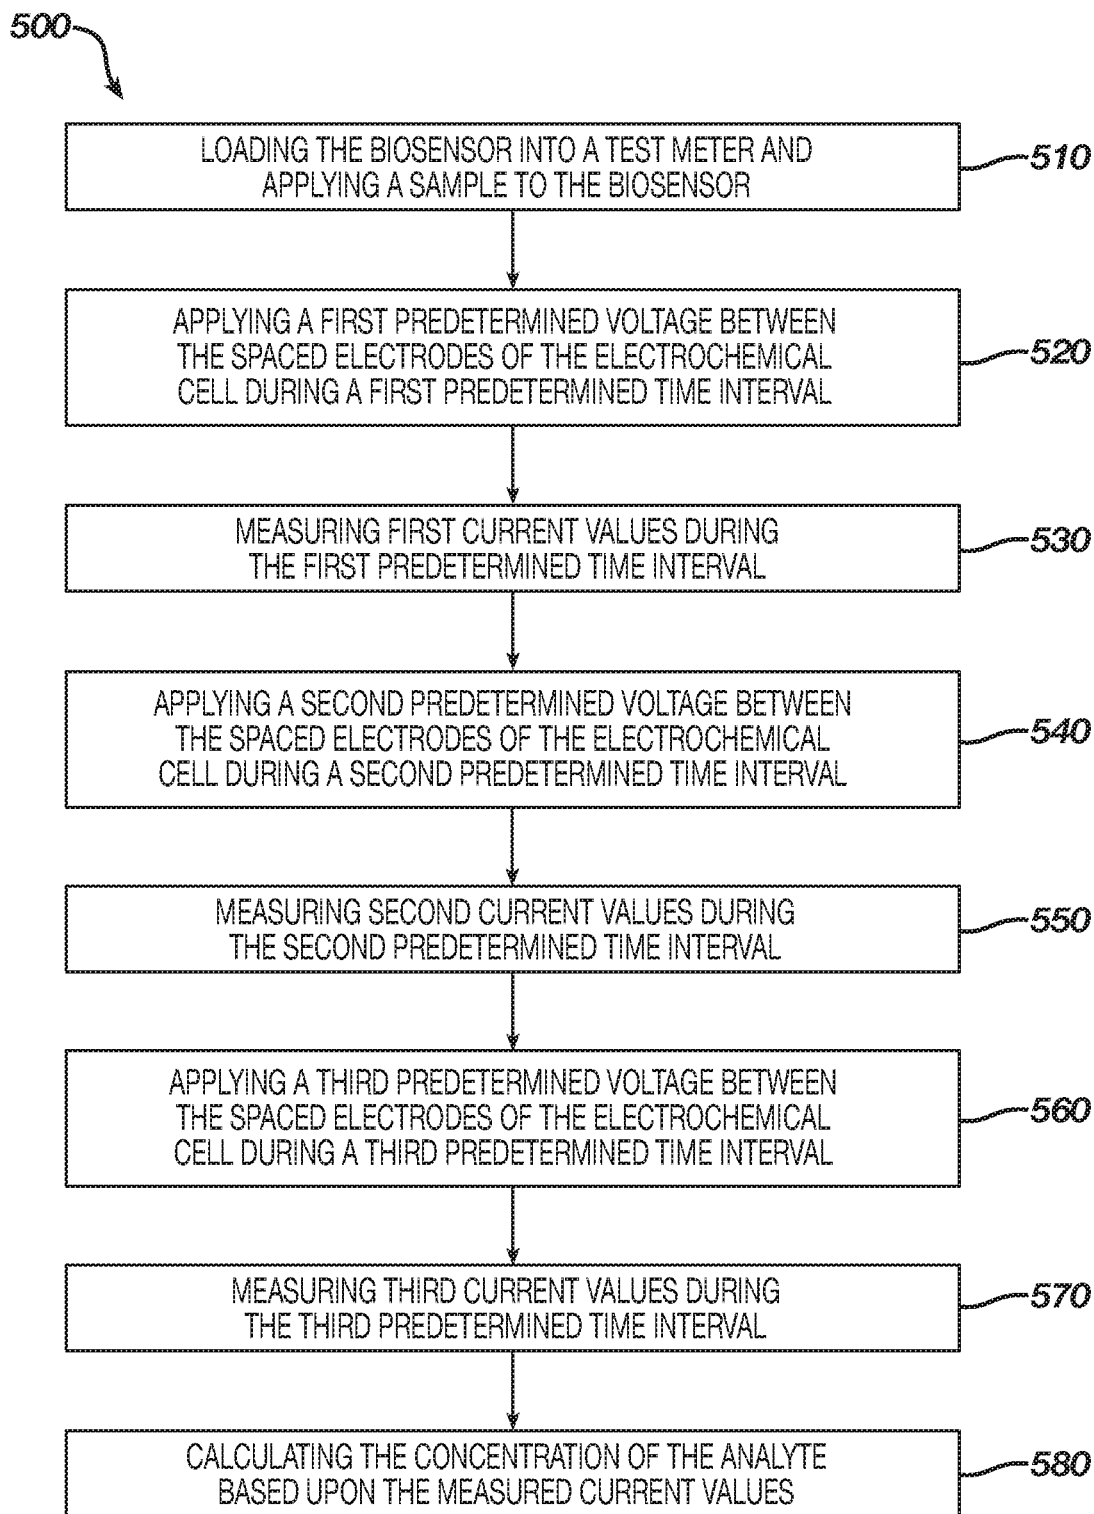 500
LOADING THE BIOSENSOR INTO A TEST METER AND
APPLYING A SAMPLE TO THE BIOSENSOR
510
APPLYING A FIRST PREDETERMINED VOLTAGE BETWEEN
THE SPACED ELECTRODES OF THE ELECTROCHEMICAL
CELL DURING A FIRST PREDETERMINED TIME INTERVAL
520
MEASURING FIRST CURRENT VALUES DURING
THE FIRST PREDETERMINED TIME INTERVAL
530
APPLYING A SECOND PREDETERMINED VOLTAGE BETWEEN
THE SPACED ELECTRODES OF THE ELECTROCHEMICAL
CELL DURING A SECOND PREDETERMINED TIME INTERVAL
540
MEASURING SECOND CURRENT VALUES DURING
THE SECOND PREDETERMINED TIME INTERVAL
550
APPLYING A THIRD PREDETERMINED VOLTAGE BETWEEN
THE SPACED ELECTRODES OF THE ELECTROCHEMICAL
CELL DURING A THIRD PREDETERMINED TIME INTERVAL
560
MEASURING THIRD CURRENT VALUES DURING
THE THIRD PREDETERMINED TIME INTERVAL
570
CALCULATING THE CONCENTRATION OF THE ANALYTE
BASED UPON THE MEASURED CURRENT VALUES
580